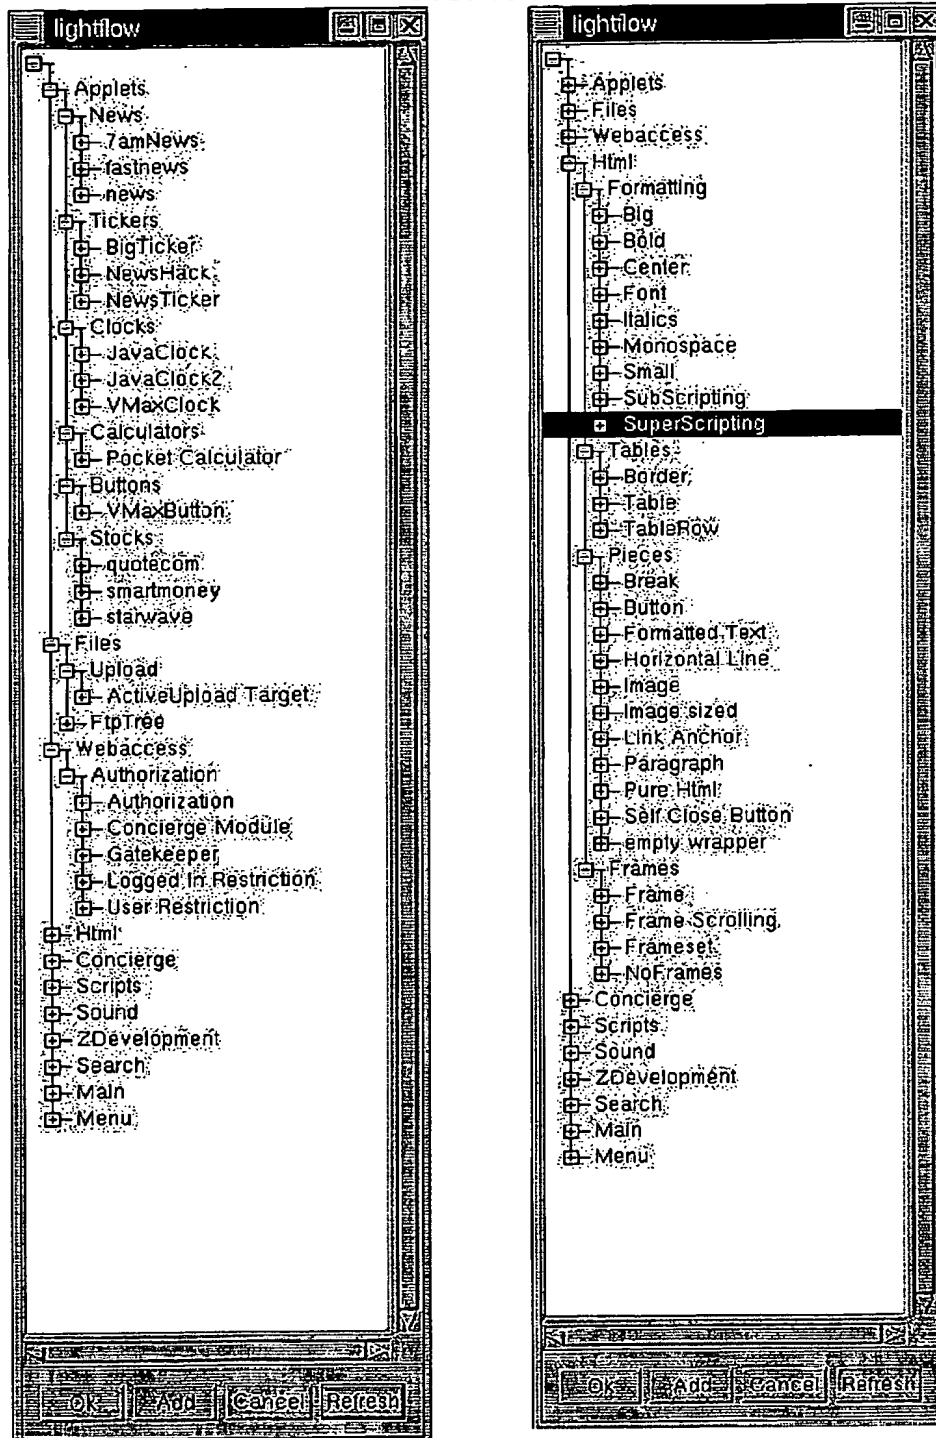 lightflow
Applets
News
7amNews
fastnews
news
Tickers
BigTicker
NewsHack
NewsTicker
Clocks
JavaClock
JavaClock2
VMaxClock
Calculators
Pocket Calculator
Buttons
VMaxButton
Stocks
quotecom
smartmoney
starwave
Files
Upload
ActiveUpload Target
FtpTree
Webaccess
Authorization
Authorization
Concierge Module
Gatekeeper
Logged In Restriction
User Restriction
Html
Concierge
Scripts
Sound
ZDevelopment
Search
Main
Menu
Ok Add Cancel Refresh
lightflow
Applets
Files
Webaccess
Html
Formatting
Big
Bold
Center
Font
Italics
Monospace
Small
SubScripting
SuperScripting
Tables
Border
Table
TableRow
Pieces
Break
Button
Formatted Text
Horizontal Line
Image
Image sized
Link Anchor
Paragraph
Pure Html
Self Close Button
empty wrapper
Frames
Frame
Frame Scrolling
Frameset
NoFrames
Concierge
Scripts
Sound
ZDevelopment
Search
Main
Menu
Ok Add Cancel Refresh